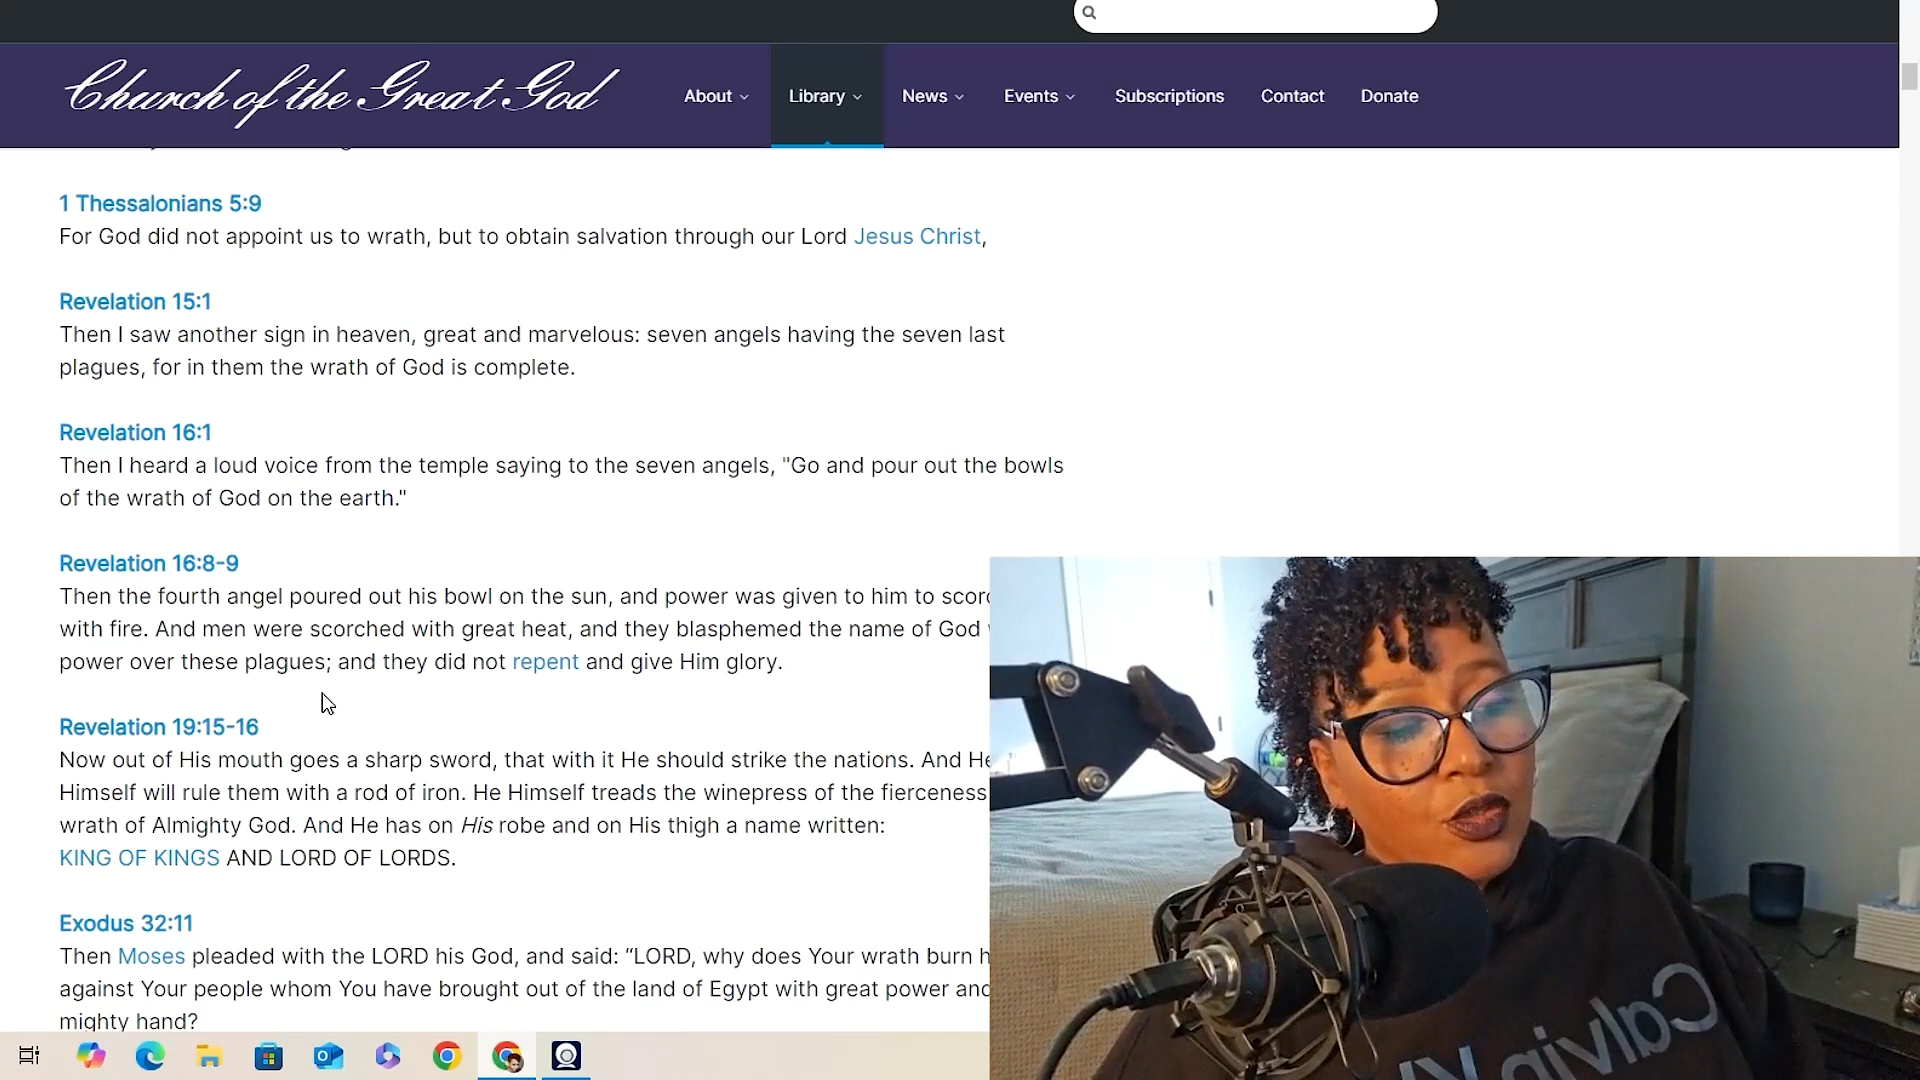 Church of the Great God
About
Library
News
Events
Subscriptions
Contact
Donate
1 Thessalonians 5:9
For God did not appoint us to wrath, but to obtain salvation through our Lord Jesus Christ,
Revelation 15:1
Then I saw another sign in heaven, great and marvelous: seven angels having the seven last
plagues, for in them the wrath of God is complete.
Revelation 16:1
Then I heard a loud voice from the temple saying to the seven angels, "Go and pour out the bowls
of the wrath of God on the earth."
Revelation 16:8-9
Then the fourth angel poured out his bowl on the sun, and power was given to him to
with fire. And men were scorched with great heat, and they blasphemed the name of God
power over these plagues; and they did not repent and give Him glory.
Revelation 19:15-16
Now out of His mouth goes a sharp sword, that with it He should strike the nations. And He
Himself will rule them with a rod of iron. He Himself treads the winepress of the fierceness
wrath of Almighty God. And He has on His robe and on His thigh a name written:
KING OF KINGS AND LORD OF LORDS.
Exodus 32:11
Then Moses pleaded with the LORD his God, and said: “LORD, why does Your wrath burn
against Your people whom You have brought out of the land of Egypt with great power and
mighty hand?
Calvin